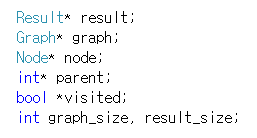 Result* result;
Graph* graph;
Node* node;
int* parent;
bool *visited;
int graph_size, result_size;